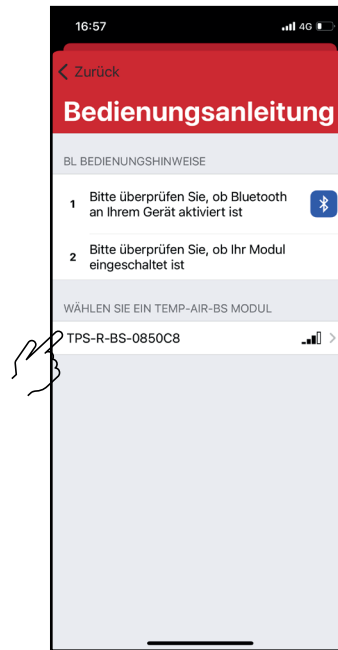 16:57
4G
Zurück
Bedienungsanleitung
BL BEDIENUNGSHINWEISE
1 Bitte überprüfen Sie, ob Bluetooth
an Ihrem Gerät aktiviert ist
2 Bitte überprüfen Sie, ob Ihr Modul
eingeschaltet ist
WÄHLEN SIE EIN TEMP-AIR-BS MODUL
TPS-R-BS-0850C8